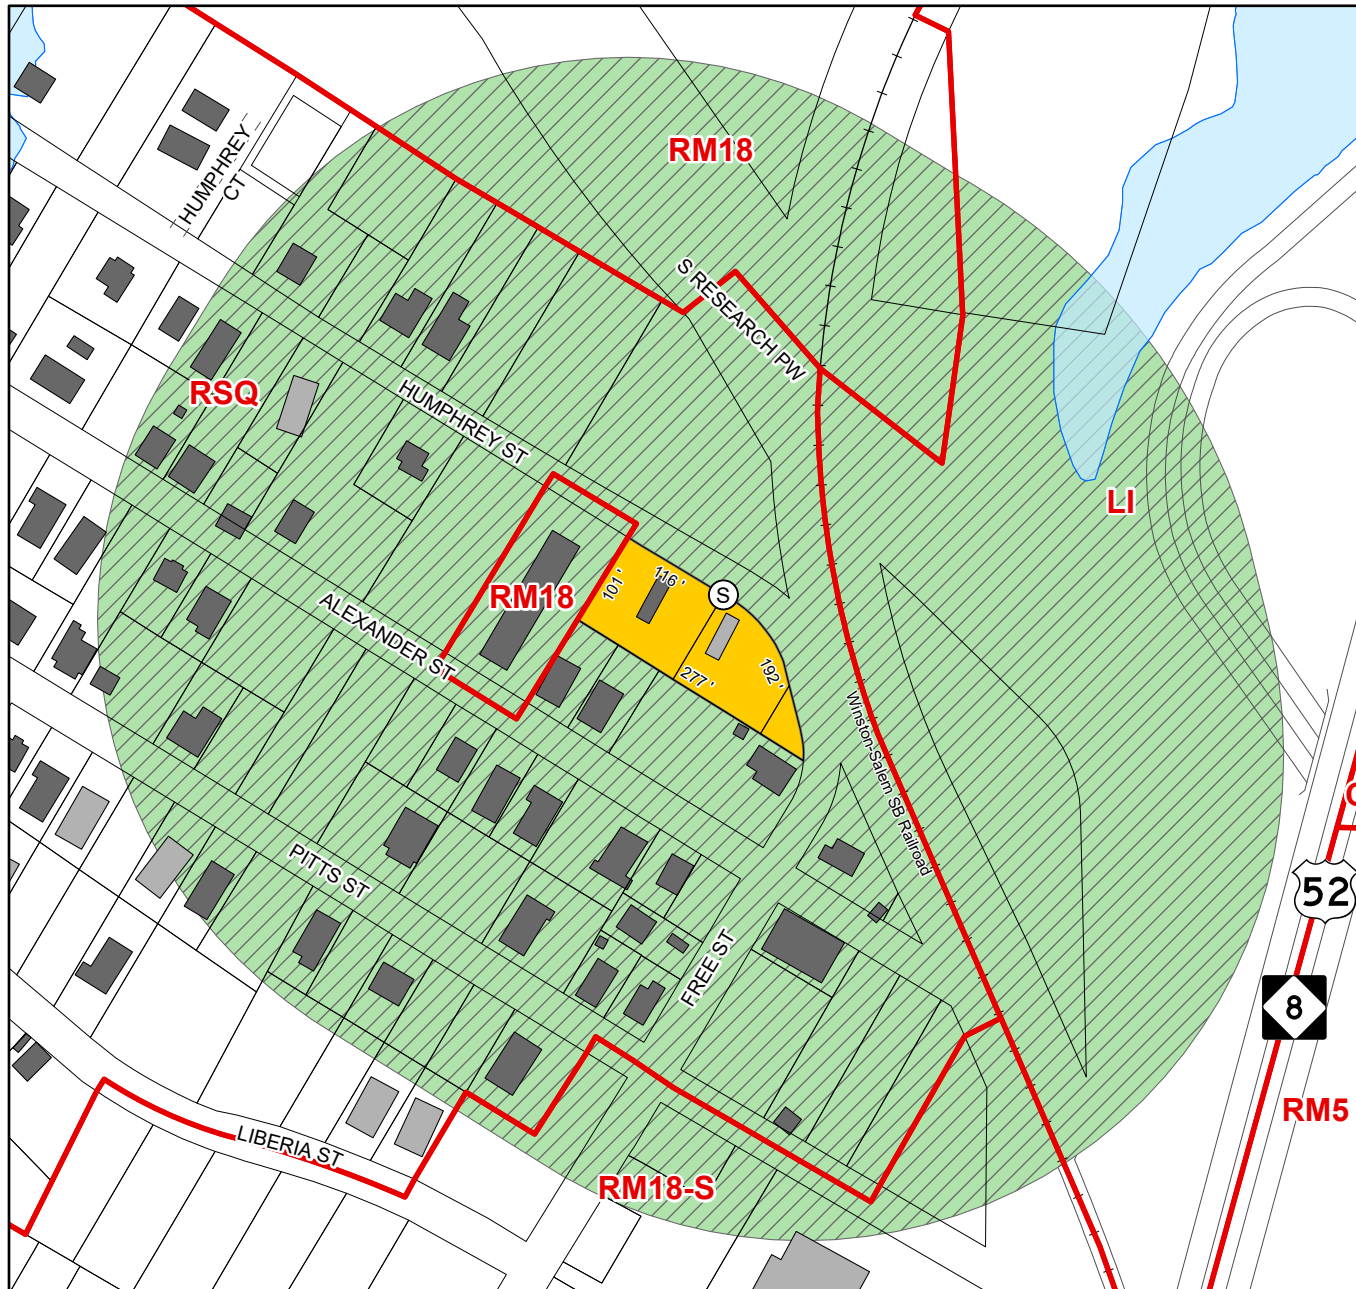 RM18
HUMPHREY
CT
S RESEARCH PW
RSQ
HUMPHREY ST
LI
RM18
101 '
116 '
S
ALEXANDER ST
277 '
192 '
Winston-Salem SB Railroad
PITTS ST
52
FREE ST
8
RM5
LIBERIA ST
RM18-S